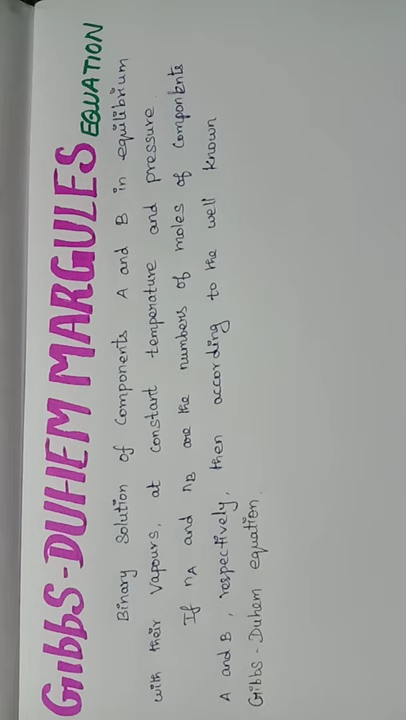 GibbS-DUHEM MARGULES EQUATION
Binary Solution of Components A and B in equilibrium
with their Vapours, at constant temperature and pressure.
If nA and nB are the numbers of moles of Components
A and B, respectively, then according to the well known
Gibbs-Duhem equation.